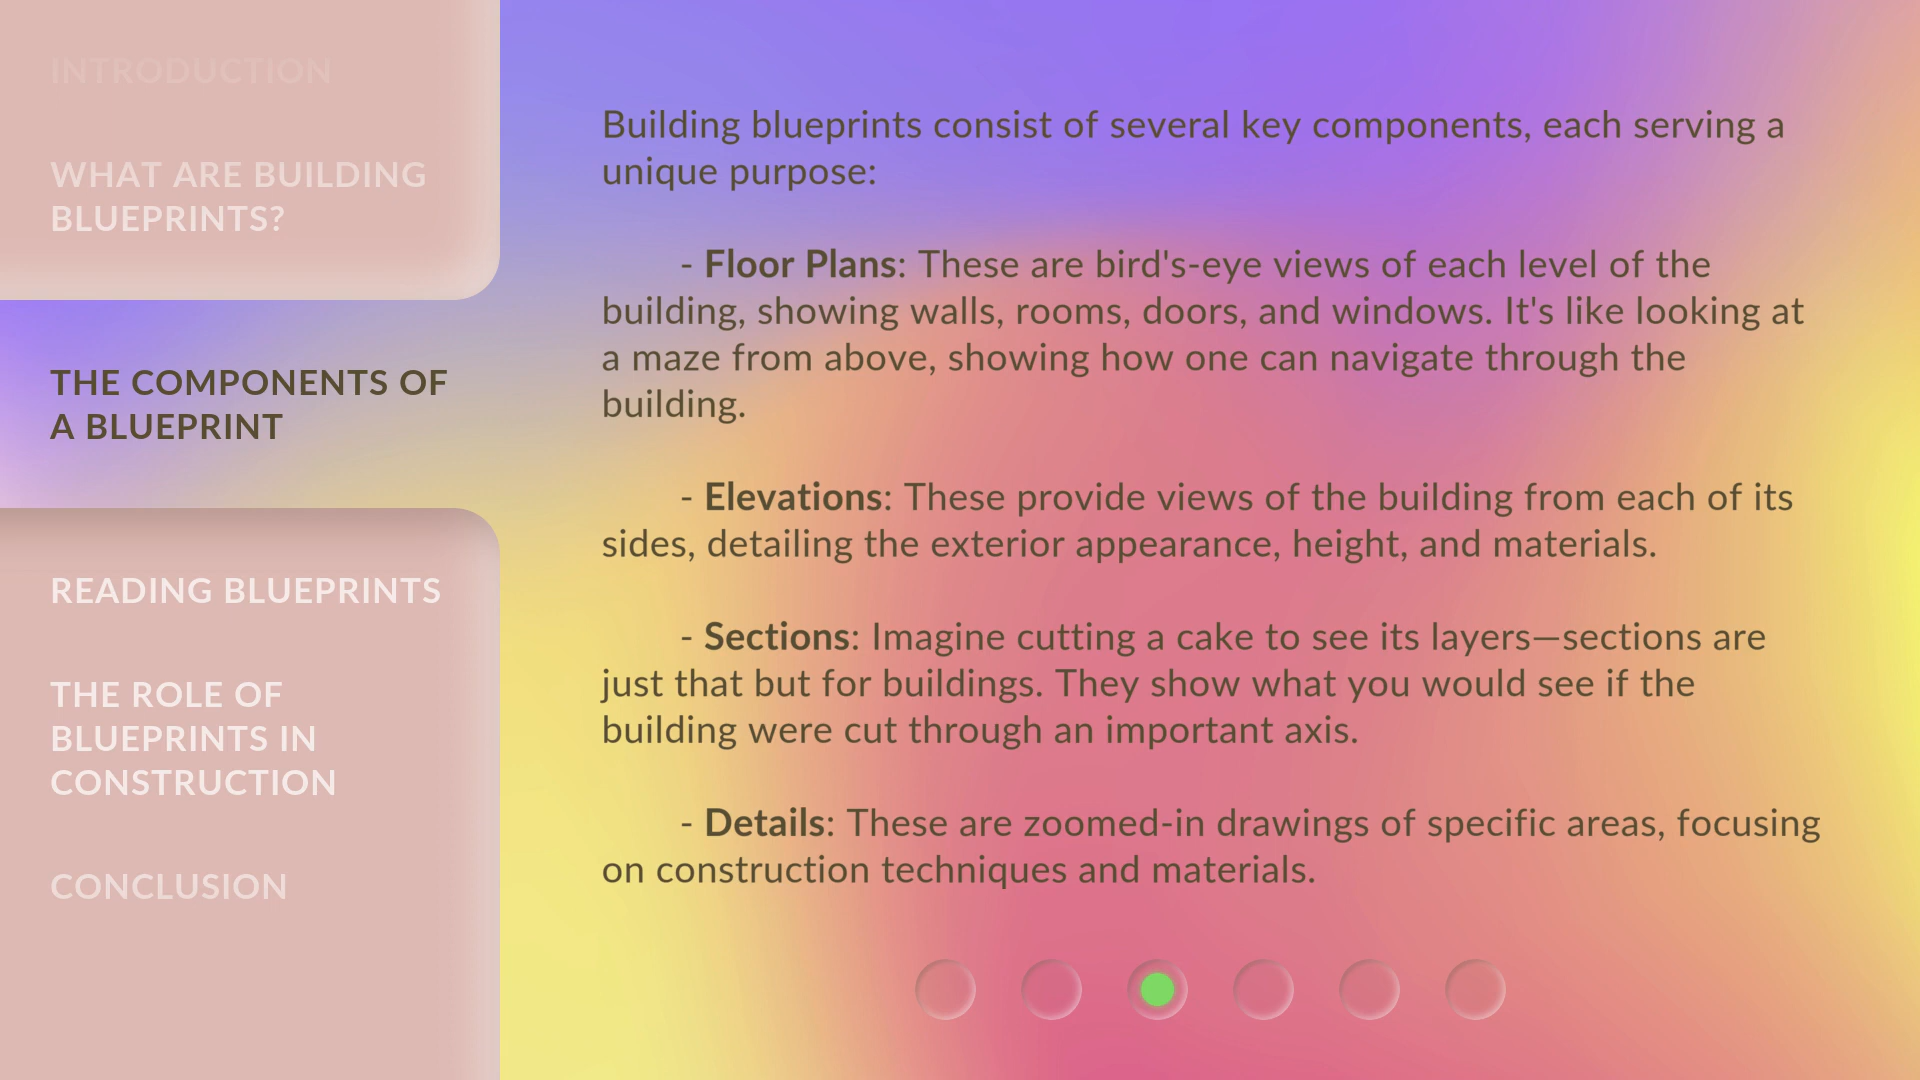 INTRODUCTION
WHAT ARE BUILDING
BLUEPRINTS?
THE COMPONENTS OF
A BLUEPRINT
READING BLUEPRINTS
THE ROLE OF
BLUEPRINTS IN
CONSTRUCTION
CONCLUSION
Building blueprints consist of several key components, each serving a
unique purpose:
- Floor Plans: These are bird's-eye views of each level of the
building, showing walls, rooms, doors, and windows. It's like looking at
a maze from above, showing how one can navigate through the
building.
- Elevations: These provide views of the building from each of its
sides, detailing the exterior appearance, height, and materials.
- Sections: Imagine cutting a cake to see its layers—sections are
just that but for buildings. They show what you would see if the
building were cut through an important axis.
- Details: These are zoomed-in drawings of specific areas, focusing
on construction techniques and materials.